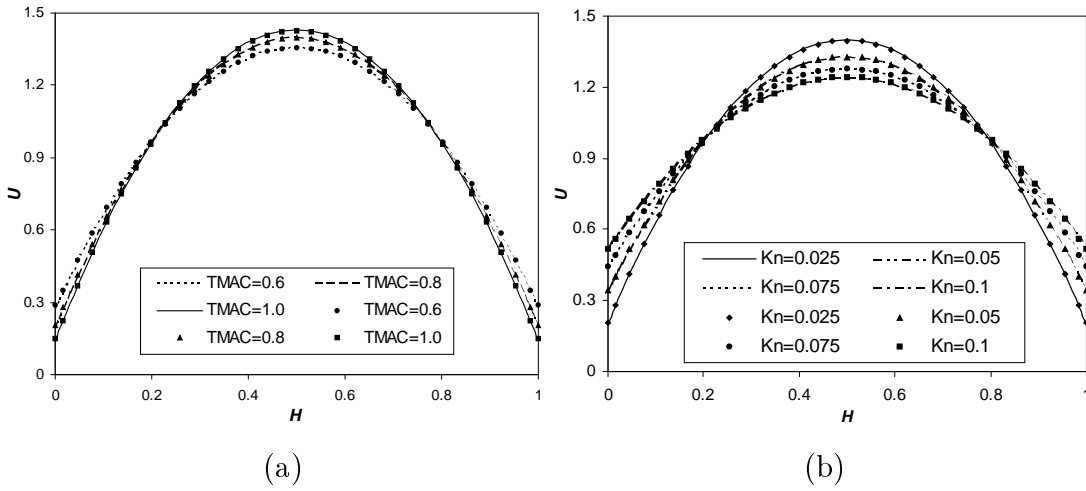 1.5
1.2
0.9
0.6
0.3
0
U
TMAC=0.6
TMAC=0.8
TMAC=1.0
TMAC=0.6
TMAC=0.8
TMAC=1.0
0 0.2 0.4 0.6 0.8 1
H
(a)
1.5
1.2
0.9
0.6
0.3
0
U
Kn=0.025
Kn=0.05
Kn=0.075
Kn=0.1
Kn=0.025
Kn=0.05
Kn=0.075
Kn=0.1
0 0.2 0.4 0.6 0.8 1
H
(b)